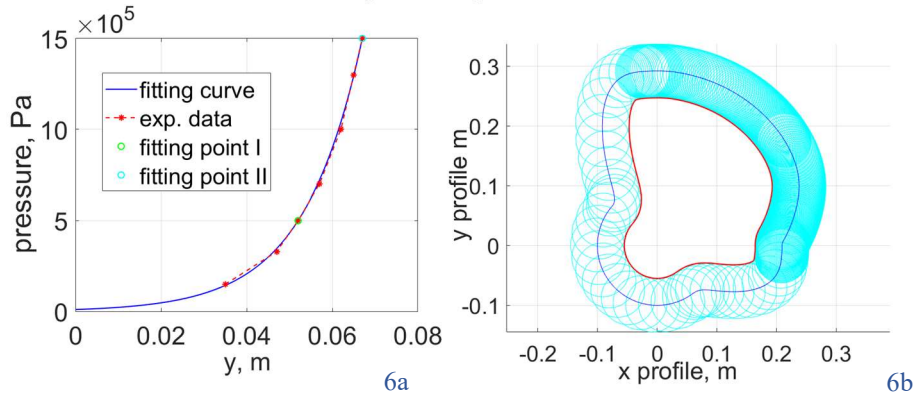 ×10⁵
15
10
5
0
pressure, Pa
fitting curve
exp. data
fitting point I
fitting point II
0 0.02 0.04 0.06 0.08
y, m
6a
0.3
0.2
0.1
0
-0.1
y profile m
-0.2 -0.1 0 0.1 0.2 0.3
x profile, m
6b